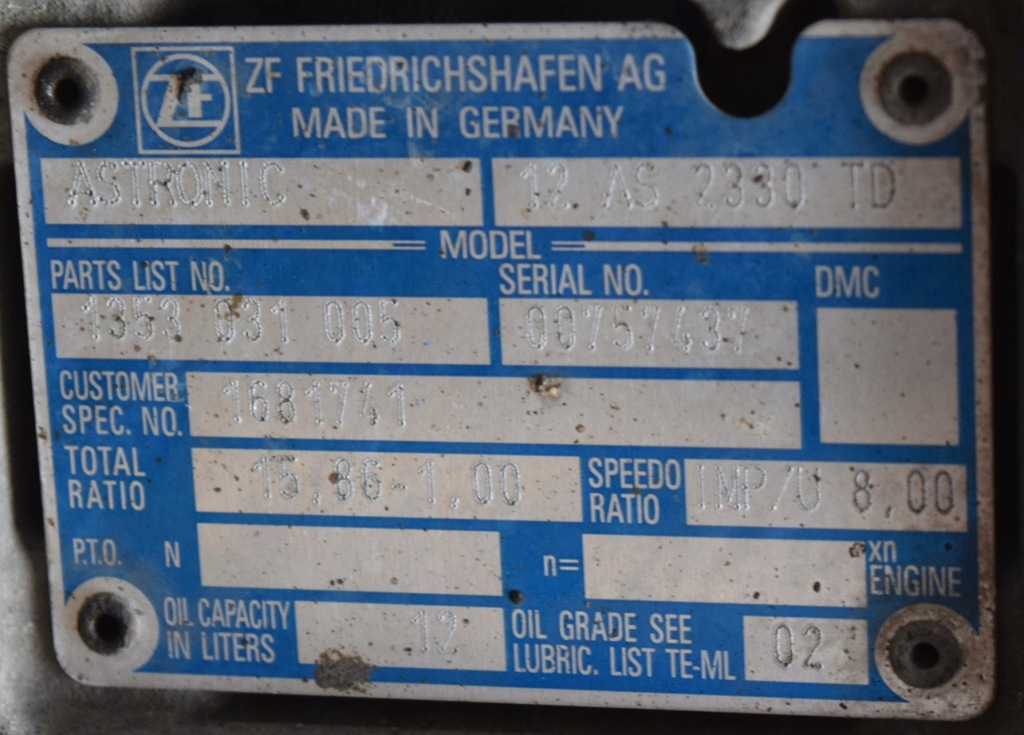 ZF FRIEDRICHSHAFEN AG
MADE IN GERMANY
ASTRONIC 12 AS 2330 TD
MODEL
PARTS LIST NO. SERIAL NO. DMC
1353 031 005 00757437
CUSTOMER SPEC. NO. 1681741
TOTAL RATIO 15,86-1,00 SPEEDO RATIO IMP/U 8,00
P.T.O. N n= xn ENGINE
OIL CAPACITY IN LITERS 12 OIL GRADE SEE LUBRIC. LIST TE-ML 02